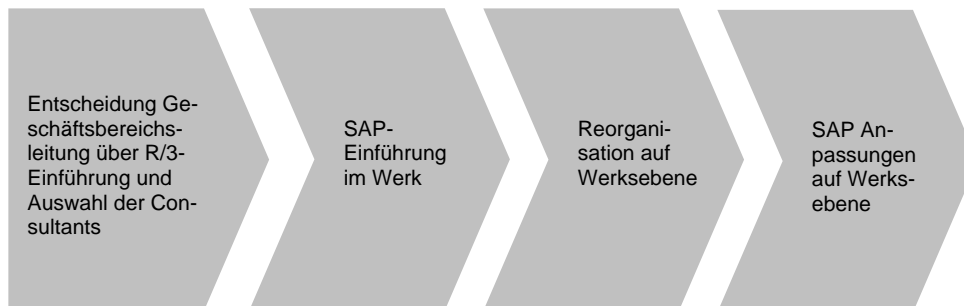 Entscheidung Ge-
schäftsbereichs-
leitung über R/3-
Einführung und
Auswahl der Con-
sultants
SAP-
Einführung
im Werk
Reorgani-
sation auf
Werksebene
SAP An-
passungen
auf Werks-
ebene